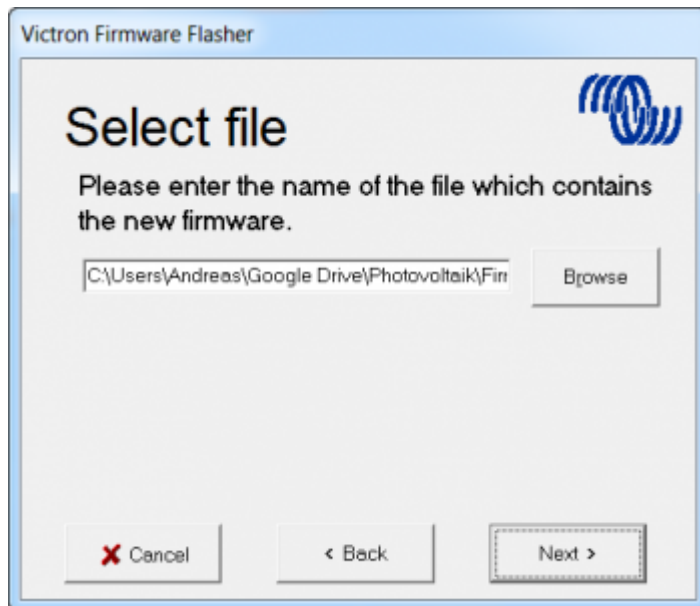 Victron Firmware Flasher
Select file
Please enter the name of the file which contains
the new firmware.
C:\Users\Andreas\Google Drive\Photovoltaik\Firr
Browse
Cancel
< Back
Next >